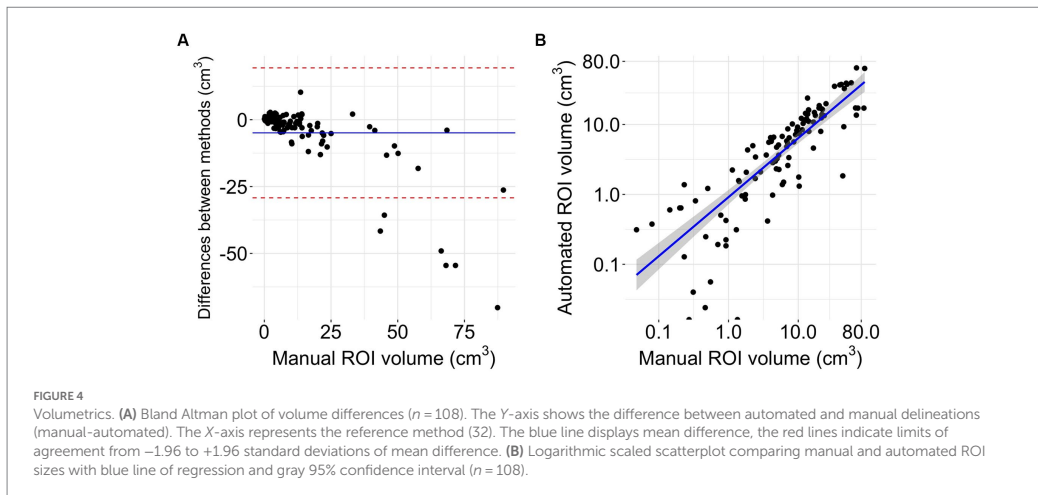 A
B
Differences between methods (cm³)
0
-25
-50
0 25 50 75
Manual ROI volume (cm³)
Automated ROI volume (cm³)
80.0
10.0
1.0
0.1
0.1 1.0 10.0 80.0
Manual ROI volume (cm³)
FIGURE 4
Volumetrics. (A) Bland Altman plot of volume differences (n = 108). The Y-axis shows the difference between automated and manual delineations
(manual-automated). The X-axis represents the reference method (32). The blue line displays mean difference, the red lines indicate limits of
agreement from −1.96 to +1.96 standard deviations of mean difference. (B) Logarithmic scaled scatterplot comparing manual and automated ROI
sizes with blue line of regression and gray 95% confidence interval (n = 108).